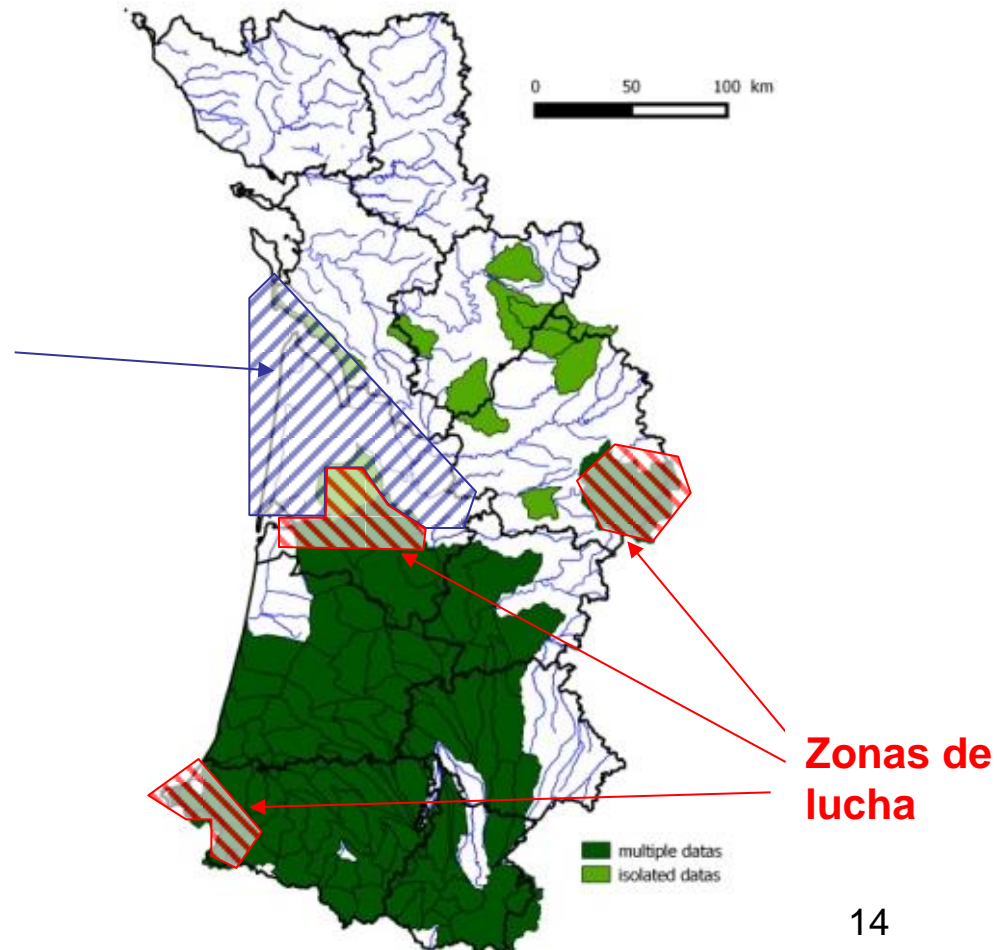 0 50 100 km
Zonas de
lucha
multiple datas
isolated datas
14